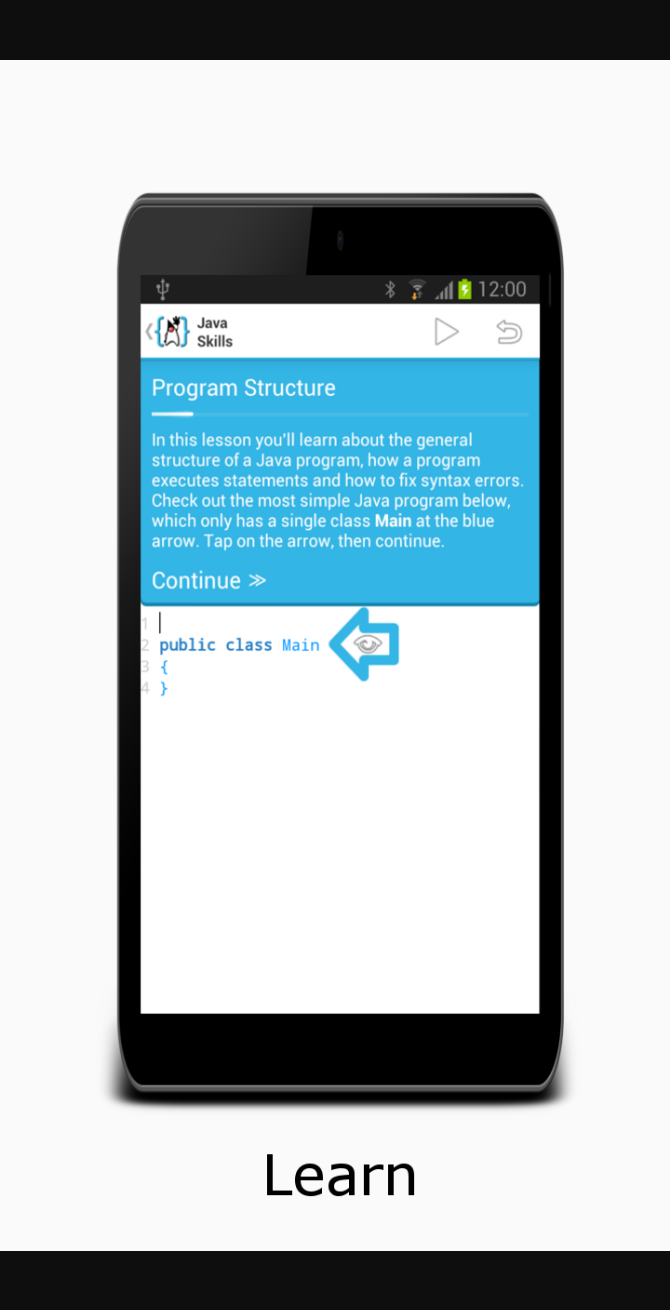 12:00
Java
Skills
Program Structure
In this lesson you'll learn about the general
structure of a Java program, how a program
executes statements and how to fix syntax errors.
Check out the most simple Java program below,
which only has a single class Main at the blue
arrow. Tap on the arrow, then continue.
Continue ≫
1
2 public class Main
3 {
4 }
Learn